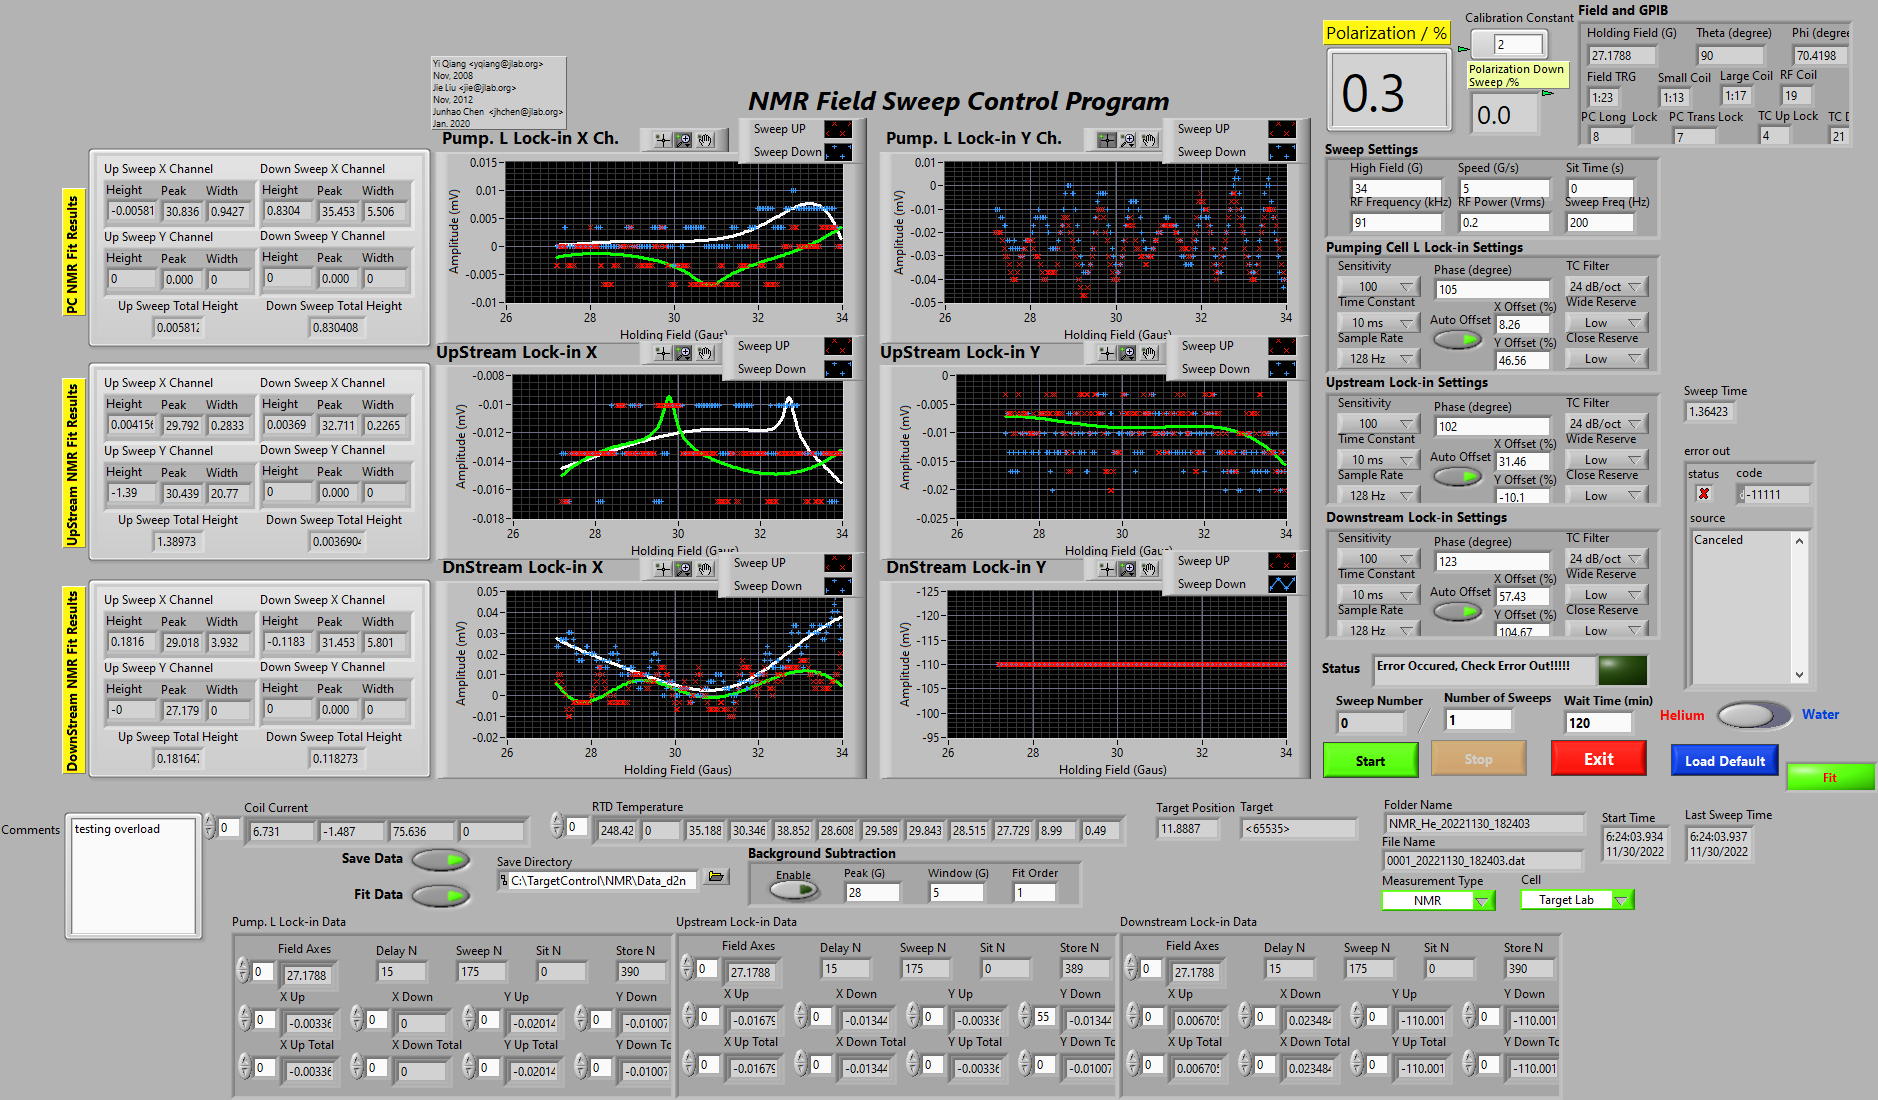 Yi Qiang <yqiang@jlab.org>
Nov, 2008
Jie Liu <jie@jlab.org>
Nov, 2012
Junhao Chen <jhchen@jlab.org>
Jan. 2020
NMR Field Sweep Control Program
Polarization / %
0.3
Calibration Constant
2
Polarization Down
Sweep /%
0.0
Field and GPIB
Holding Field (G) Theta (degree) Phi (degree
27.1788 90 70.4198
Field TRG Small Coil Large Coil RF Coil
1:23 1:13 1:17 19
PC Long Lock PC Trans Lock TC Up Lock TC D
8 7 4 21
PC NMR Fit Results
Up Sweep X Channel Down Sweep X Channel
Height Peak Width Height Peak Width
-0.00581 30.836 0.9427 0.8304 35.453 5.506
Up Sweep Y Channel Down Sweep Y Channel
Height Peak Width Height Peak Width
0 0.000 0 0 0.000 0
Up Sweep Total Height Down Sweep Total Height
0.005812 0.830408
Pump. L Lock-in X Ch.
Sweep UP
Sweep Down
Amplitude (mV)
0.015
0.01
0.005
0
-0.005
-0.01
26 28 30 32 34
Holding Field (Gaus)
Pump. L Lock-in Y Ch.
Sweep UP
Sweep Down
Amplitude (mV)
0.01
0
-0.01
-0.02
-0.03
-0.04
-0.05
26 28 30 32 34
Holding Field (Gaus)
UpStream NMR Fit Results
Up Sweep X Channel Down Sweep X Channel
Height Peak Width Height Peak Width
0.004156 29.792 0.2833 0.00369 32.711 0.2265
Up Sweep Y Channel Down Sweep Y Channel
Height Peak Width Height Peak Width
-1.39 30.439 20.77 0 0.000 0
Up Sweep Total Height Down Sweep Total Height
1.38973 0.0036904
UpStream Lock-in X
Sweep UP
Sweep Down
Amplitude (mV)
-0.008
-0.01
-0.012
-0.014
-0.016
-0.018
26 28 30 32 34
Holding Field (Gaus)
UpStream Lock-in Y
Sweep UP
Sweep Down
Amplitude (mV)
0
-0.005
-0.01
-0.015
-0.02
-0.025
26 28 30 32 34
Holding Field (Gaus)
DownStream NMR Fit Results
Up Sweep X Channel Down Sweep X Channel
Height Peak Width Height Peak Width
0.1816 29.018 3.932 -0.1183 31.453 5.801
Up Sweep Y Channel Down Sweep Y Channel
Height Peak Width Height Peak Width
-0 27.179 0 0 0.000 0
Up Sweep Total Height Down Sweep Total Height
0.181647 0.118273
DnStream Lock-in X
Sweep UP
Sweep Down
Amplitude (mV)
0.05
0.04
0.03
0.02
0.01
0
-0.01
-0.02
26 28 30 32 34
Holding Field (Gaus)
DnStream Lock-in Y
Sweep UP
Sweep Down
Amplitude (mV)
-125
-120
-115
-110
-105
-100
-95
26 28 30 32 34
Holding Field (Gaus)
Sweep Settings
High Field (G) Speed (G/s) Sit Time (s)
34 5 0
RF Frequency (kHz) RF Power (Vrms) Sweep Freq (Hz)
91 0.2 200
Pumping Cell L Lock-in Settings
Sensitivity Phase (degree) TC Filter
100 105 24 dB/oct
Time Constant X Offset (%) Wide Reserve
10 ms Auto Offset 8.26 Low
Sample Rate Y Offset (%) Close Reserve
128 Hz 46.56 Low
Upstream Lock-in Settings
Sensitivity Phase (degree) TC Filter
100 102 24 dB/oct
Time Constant X Offset (%) Wide Reserve
10 ms Auto Offset 31.46 Low
Sample Rate Y Offset (%) Close Reserve
128 Hz -10.1 Low
Downstream Lock-in Settings
Sensitivity Phase (degree) TC Filter
100 123 24 dB/oct
Time Constant X Offset (%) Wide Reserve
10 ms Auto Offset 57.43 Low
Sample Rate Y Offset (%) Close Reserve
128 Hz 104.67 Low
Sweep Time
1.36423
error out
status code
-11111
source
Canceled
Status Error Occured, Check Error Out!!!!!
Sweep Number Number of Sweeps Wait Time (min)
0 / 1 120
Helium Water
Start Stop Exit Load Default Fit
Comments
testing overload
Coil Current
0 6.731 -1.487 75.636 0
RTD Temperature
0 248.42 0 35.188 30.346 38.852 28.608 29.589 29.843 28.515 27.729 8.99 0.49
Target Position Target
11.8887 <65535>
Folder Name
NMR_He_20221130_182403
File Name
0001_20221130_182403.dat
Start Time
6:24:03.934
11/30/2022
Last Sweep Time
6:24:03.937
11/30/2022
Measurement Type Cell
NMR Target Lab
Save Data
Fit Data
Save Directory
C:\TargetControl\NMR\Data_d2n
Background Subtraction
Enable Peak (G) Window (G) Fit Order
28 5 1
Pump. L Lock-in Data
Field Axes Delay N Sweep N Sit N Store N
0 27.1788 15 175 0 390
X Up X Down Y Up Y Down
0 -0.00336 0 0 0 -0.02014 0 -0.01007
X Up Total X Down Total Y Up Total Y Down To
0 -0.00336 0 0 0 -0.02014 0 -0.01007
Upstream Lock-in Data
Field Axes Delay N Sweep N Sit N Store N
0 27.1788 15 175 0 389
X Up X Down Y Up Y Down
0 -0.01679 0 -0.01344 0 -0.00336 55 -0.01344
X Up Total X Down Total Y Up Total Y Down To
0 -0.01679 0 -0.01344 0 -0.00336 0 -0.01007
Downstream Lock-in Data
Field Axes Delay N Sweep N Sit N Store N
0 27.1788 15 175 0 390
X Up X Down Y Up Y Down
0 0.006705 0 0.023484 0 -110.001 0 -110.001
X Up Total X Down Total Y Up Total Y Down To
0 0.006705 0 0.023484 0 -110.001 0 -110.001